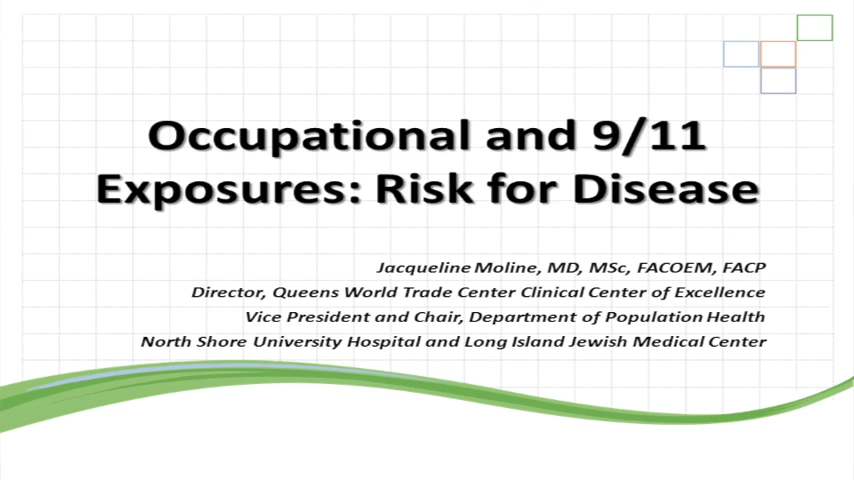 Occupational and 9/11
Exposures: Risk for Disease
Jacqueline Moline, MD, MSc, FACOEM, FACP
Director, Queens World Trade Center Clinical Center of Excellence
Vice President and Chair, Department of Population Health
North Shore University Hospital and Long Island Jewish Medical Center